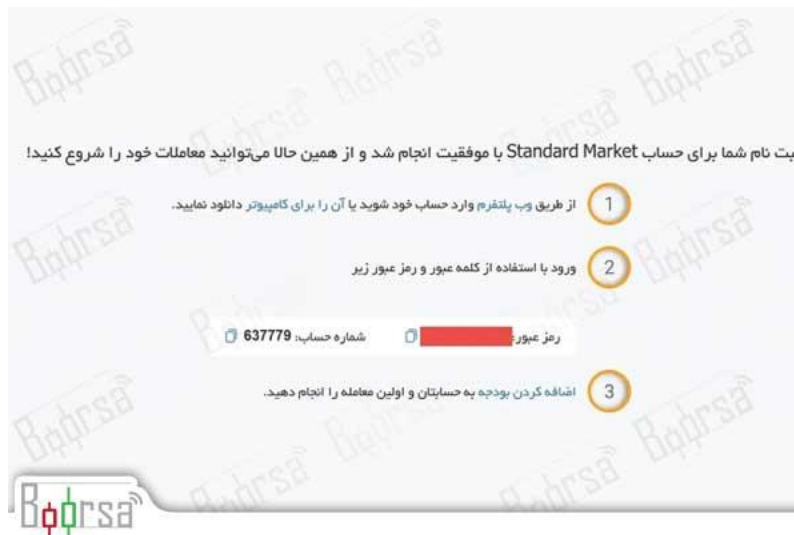 بت نام شما برای حساب Standard Market با موفقیت انجام شد و از همین حالا می‌توانید معاملات خود را شروع کنید!
1 از طریق وب پلتفرم وارد حساب خود شوید یا آن را برای کامپیوتر دانلود نمایید.
2 ورود با استفاده از کلمه عبور و رمز عبور زیر
رمز عبور: شماره حساب: 637779
3 اضافه کردن بودجه به حسابتان و اولین معامله را انجام دهید.
Boorsa